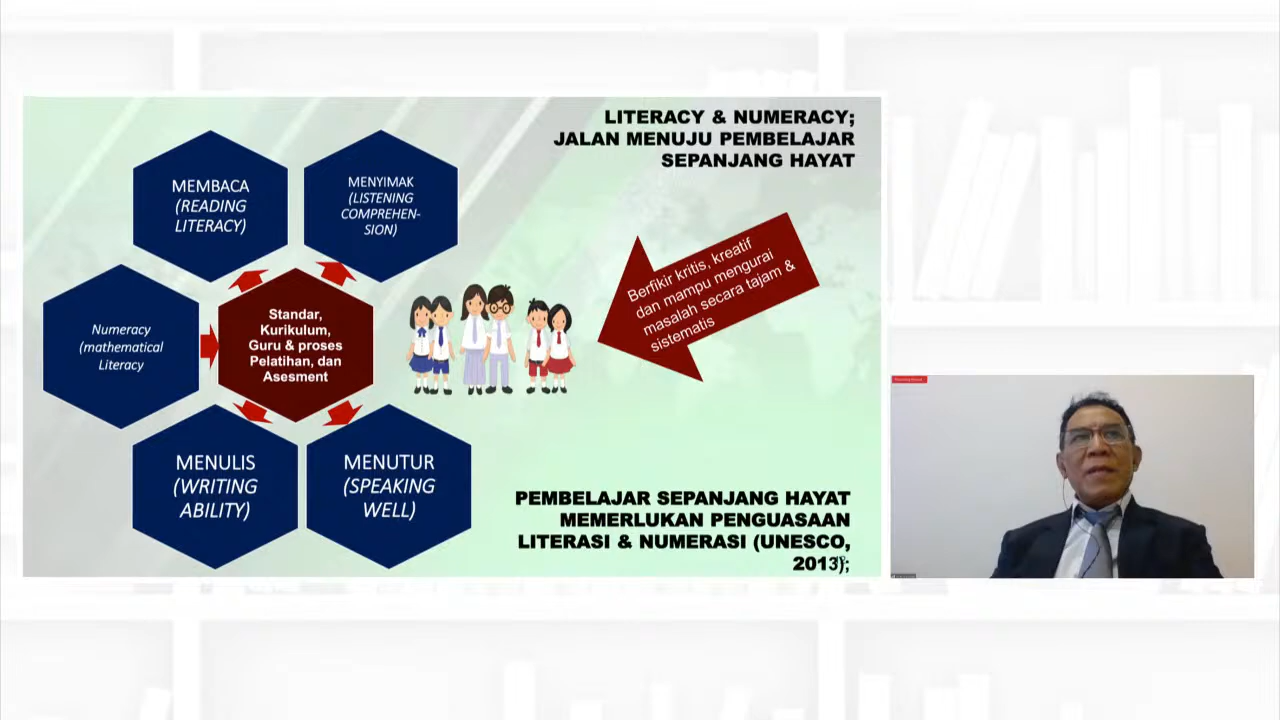 LITERACY & NUMERACY;
JALAN MENUJU PEMBELAJAR
SEPANJANG HAYAT
MEMBACA
(READING
LITERACY)
MENYIMAK
(LISTENING
COMPREHEN-
SION)
Numeracy
(mathematical
Literacy
Standar,
Kurikulum,
Guru & proses
Pelatihan, dan
Asesment
Berfikir kritis, kreatif
dan mampu mengurai
masalah secara tajam &
sistematis
MENULIS
(WRITING
ABILITY)
MENUTUR
(SPEAKING
WELL)
PEMBELAJAR SEPANJANG HAYAT
MEMERLUKAN PENGUASAAN
LITERASI & NUMERASI (UNESCO,
2013);